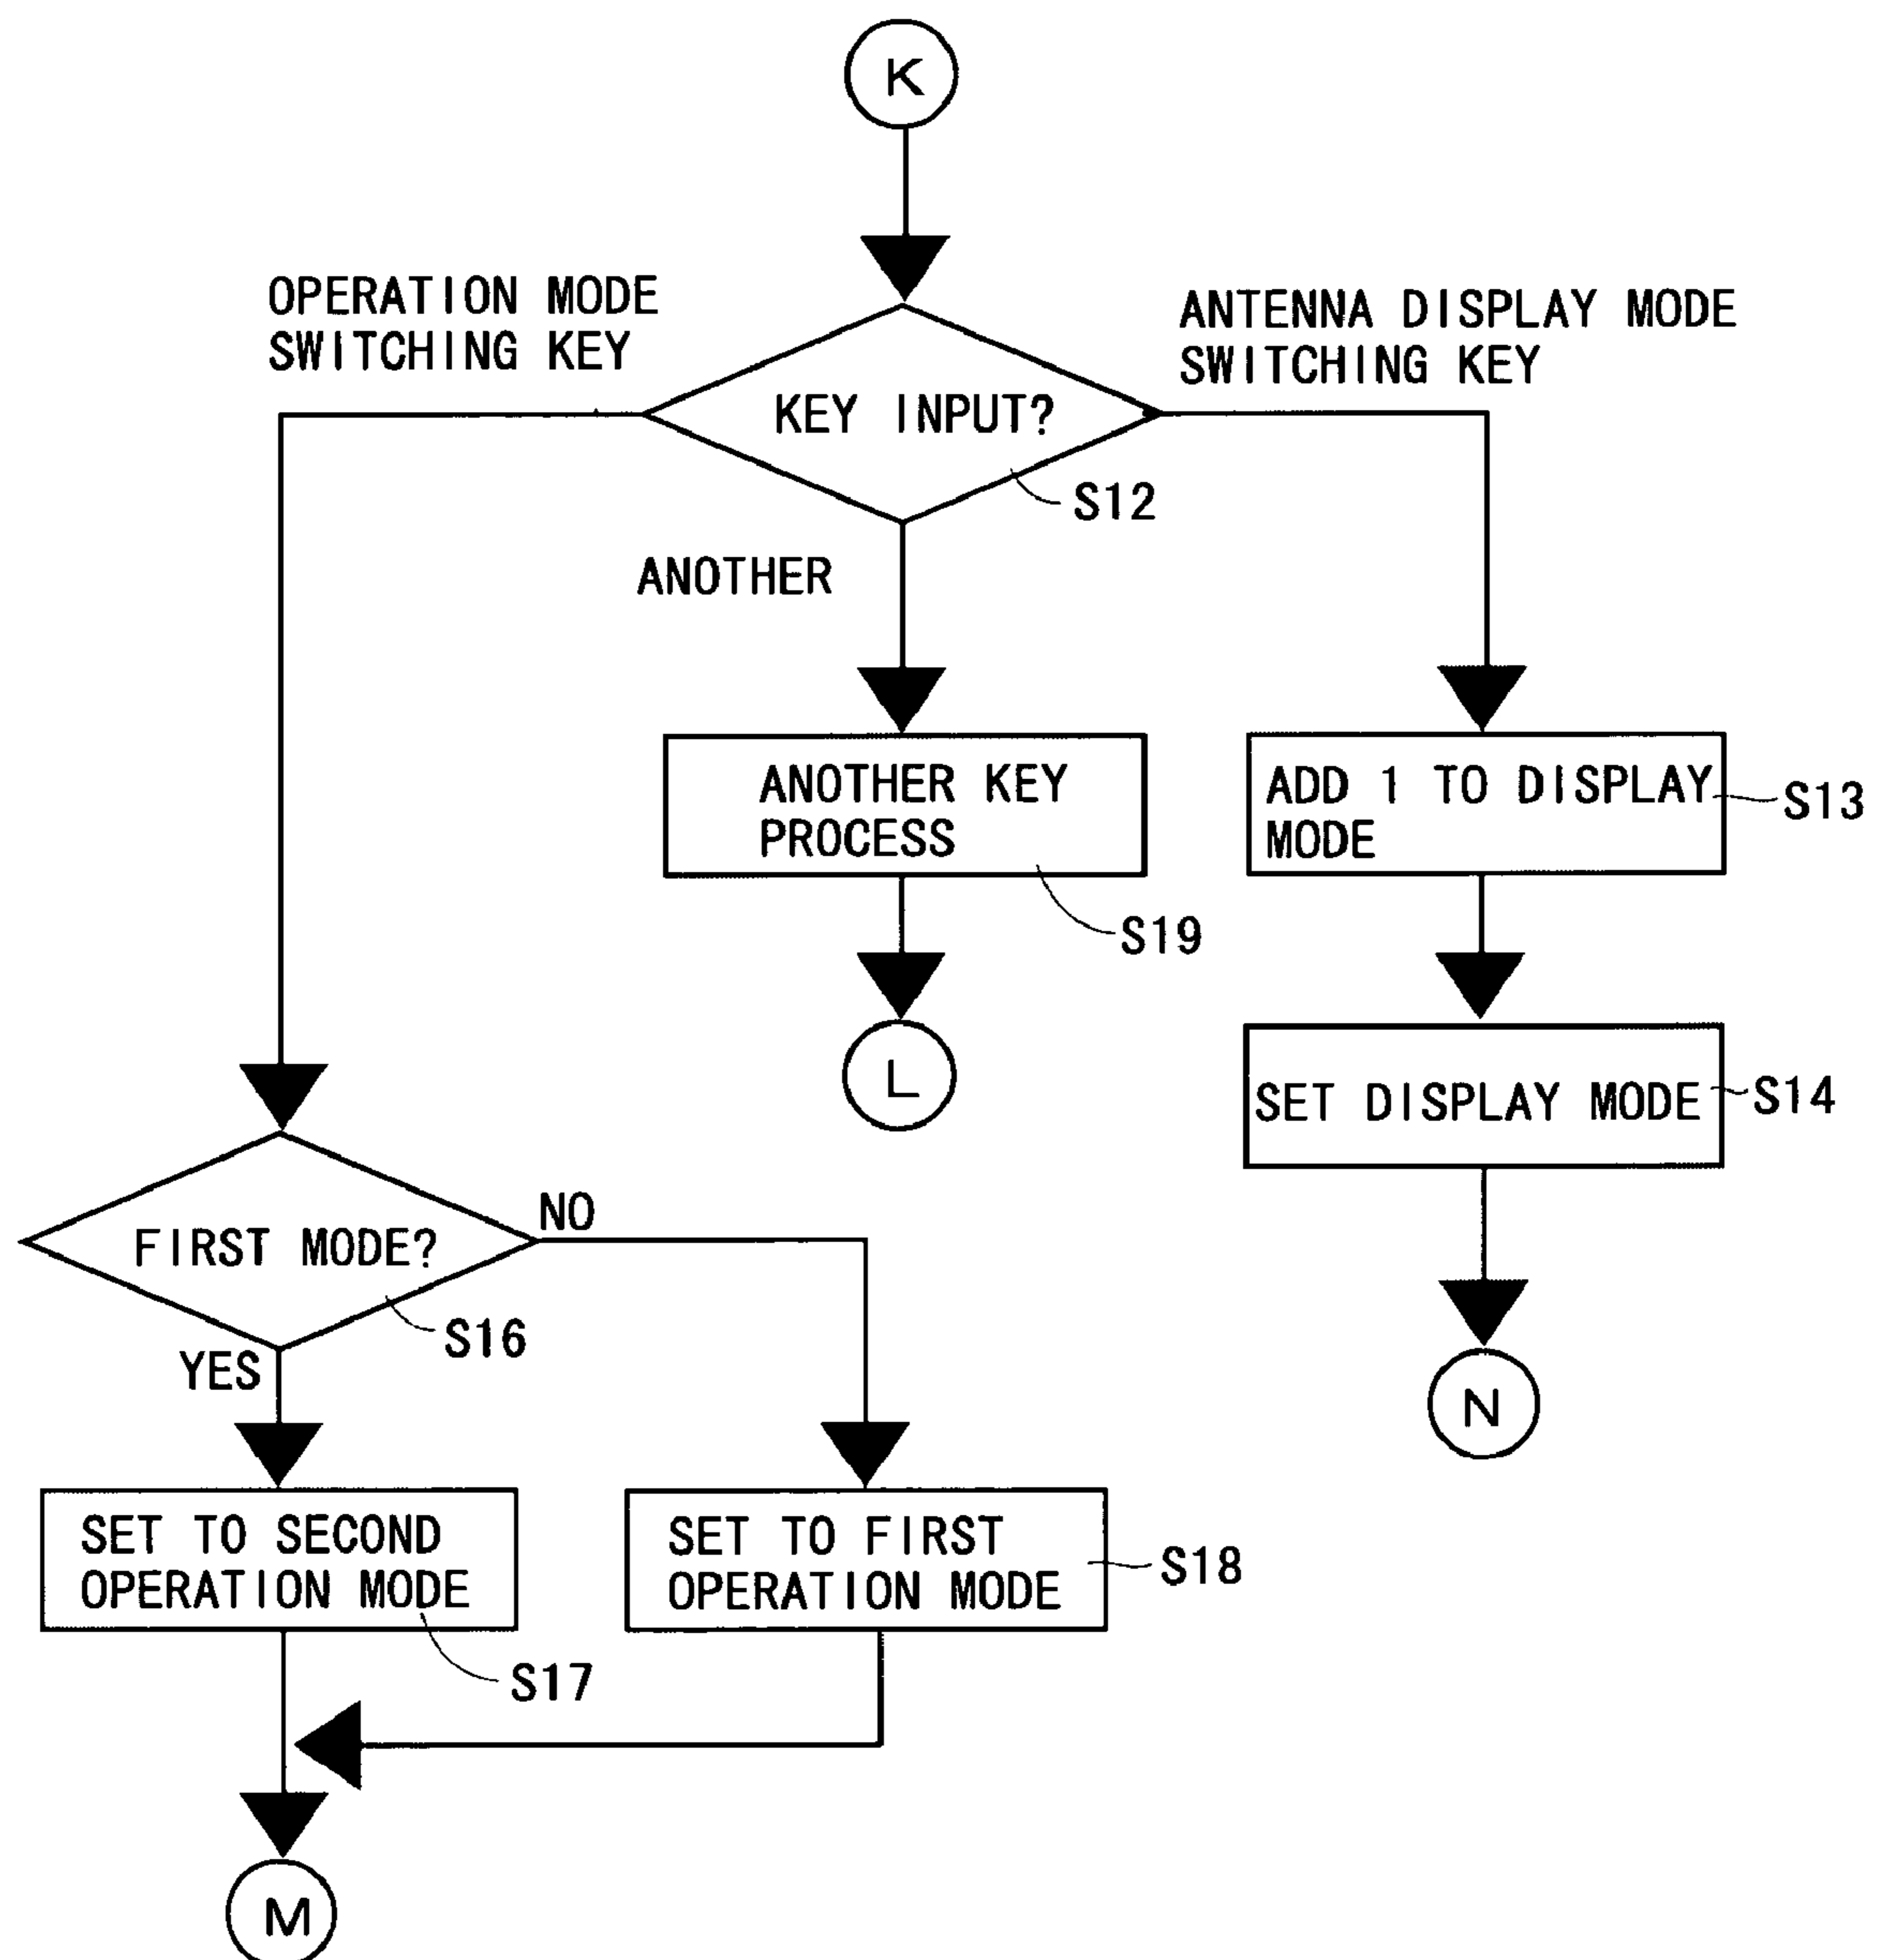 K
OPERATION MODE
SWITCHING KEY
ANTENNA DISPLAY MODE
SWITCHING KEY
KEY INPUT?
S12
ANOTHER
ANOTHER KEY
PROCESS
S19
ADD 1 TO DISPLAY
MODE
S13
L
SET DISPLAY MODE
S14
FIRST MODE?
NO
S16
YES
N
SET TO SECOND
OPERATION MODE
S17
SET TO FIRST
OPERATION MODE
S18
M